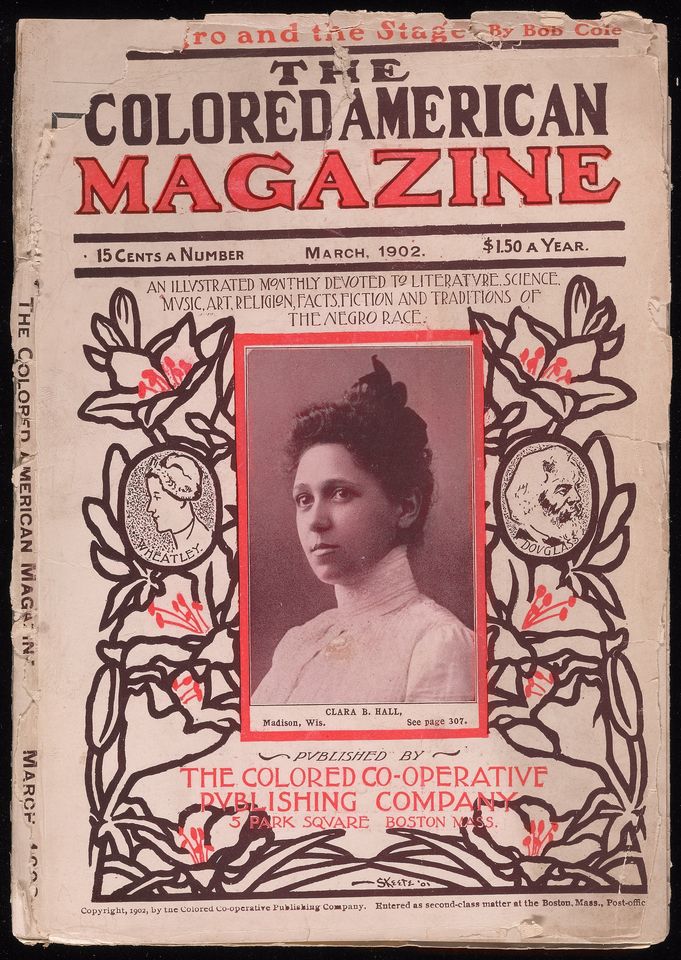 ro and the Stage By Bob Cole
THE
COLORED AMERICAN
MAGAZINE
15 CENTS A NUMBER MARCH, 1902. $1.50 A YEAR.
AN ILLVSTRATED MONTHLY DEVOTED TO LITERATVRE, SCIENCE,
MVSIC, ART, RELIGION, FACTS, FICTION AND TRADITIONS OF
THE NEGRO RACE.
WHEATLEY.
DOVGLAS
CLARA B. HALL,
Madison, Wis. See page 307.
PVBLISHED BY
THE COLORED CO-OPERATIVE
PVBLISHING COMPANY
5 PARK SQVARE BOSTON MASS.
SKEETE '01
Copyright, 1902, by the Colored Co-operative Publishing Company. Entered as second-class matter at the Boston, Mass., Post-offic
THE COLORED AMERICAN MAGAZINE MARCH